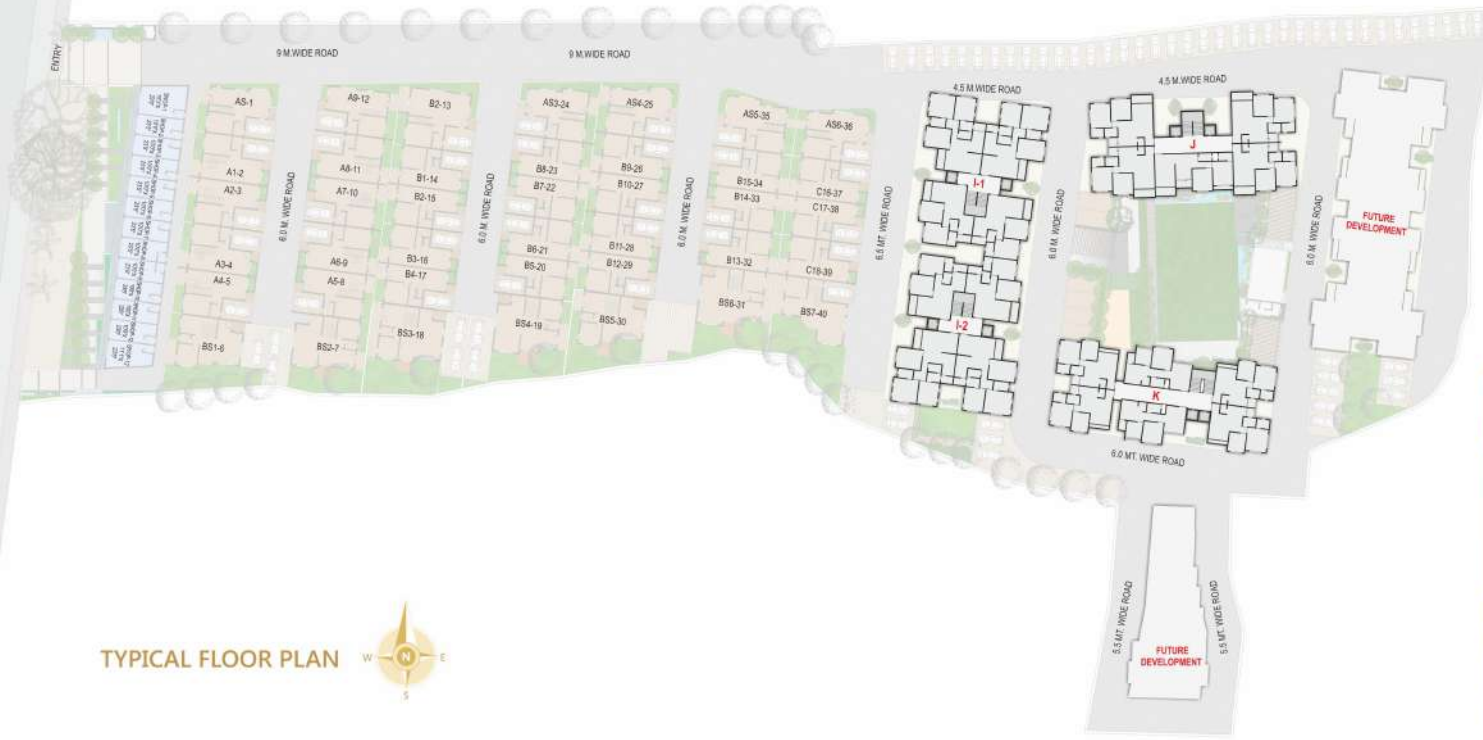 ENTRY
9 M.WIDE ROAD
9 M.WIDE ROAD
4.5 M.WIDE ROAD
4.5 M.WIDE ROAD
AS-1
A1-2
A2-3
A3-4
A4-5
BS1-6
6.0 M. WIDE ROAD
A9-12
A8-11
A7-10
A6-9
A5-8
BS2-7
B2-13
B1-14
B2-15
B3-16
B4-17
BS3-18
6.0 M. WIDE ROAD
AS3-24
B8-23
B7-22
B6-21
B5-20
BS4-19
AS4-25
B9-26
B10-27
B11-28
B12-29
BS5-30
6.0 M. WIDE ROAD
AS5-35
B15-34
B14-33
B13-32
BS6-31
AS6-36
C16-37
C17-38
C18-39
BS7-40
6.5 MT. WIDE ROAD
I-1
I-2
6.0 M. WIDE ROAD
J
K
6.0 M. WIDE ROAD
FUTURE
DEVELOPMENT
6.0 MT. WIDE ROAD
5.5 MT. WIDE ROAD
5.5 MT. WIDE ROAD
FUTURE
DEVELOPMENT
TYPICAL FLOOR PLAN
W
N
E
S